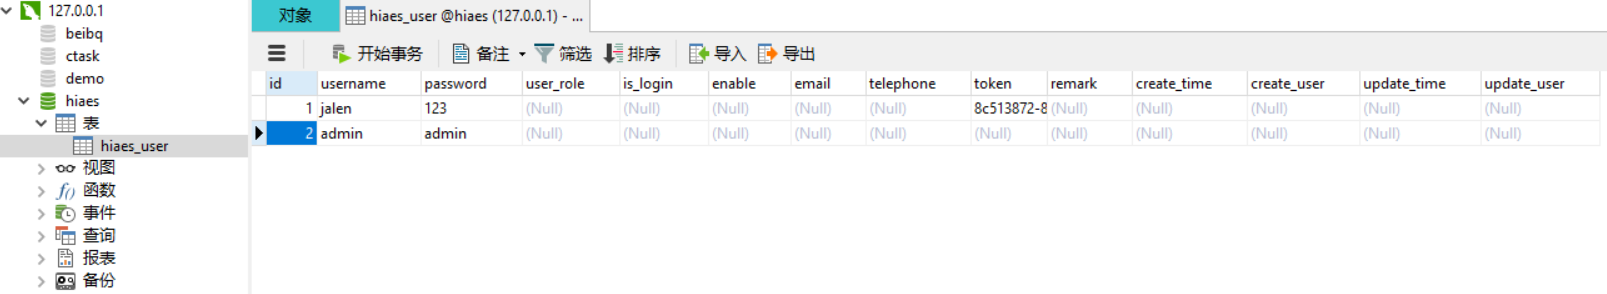 127.0.0.1
beibq
ctask
demo
hiaes
表
hiaes_user
视图
函数
事件
查询
报表
备份
对象 hiaes_user @hiaes (127.0.0.1) - ...
开始事务 备注 筛选 排序 导入 导出
id username password user_role is_login enable email telephone token remark create_time create_user update_time update_user
1 jalen 123 (Null) (Null) (Null) (Null) (Null) 8c513872-8 (Null) (Null) (Null) (Null) (Null)
2 admin admin (Null) (Null) (Null) (Null) (Null) (Null) (Null) (Null) (Null) (Null) (Null)